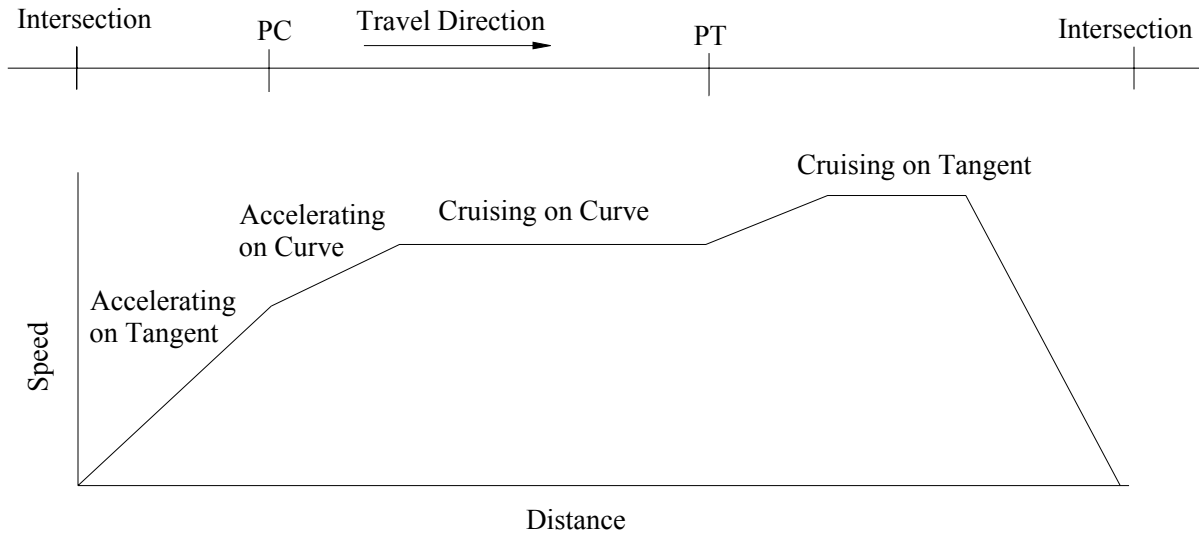 Intersection
PC
Travel Direction
PT
Intersection
Cruising on Tangent
Accelerating
on Curve
Cruising on Curve
Accelerating
on Tangent
Speed
Distance